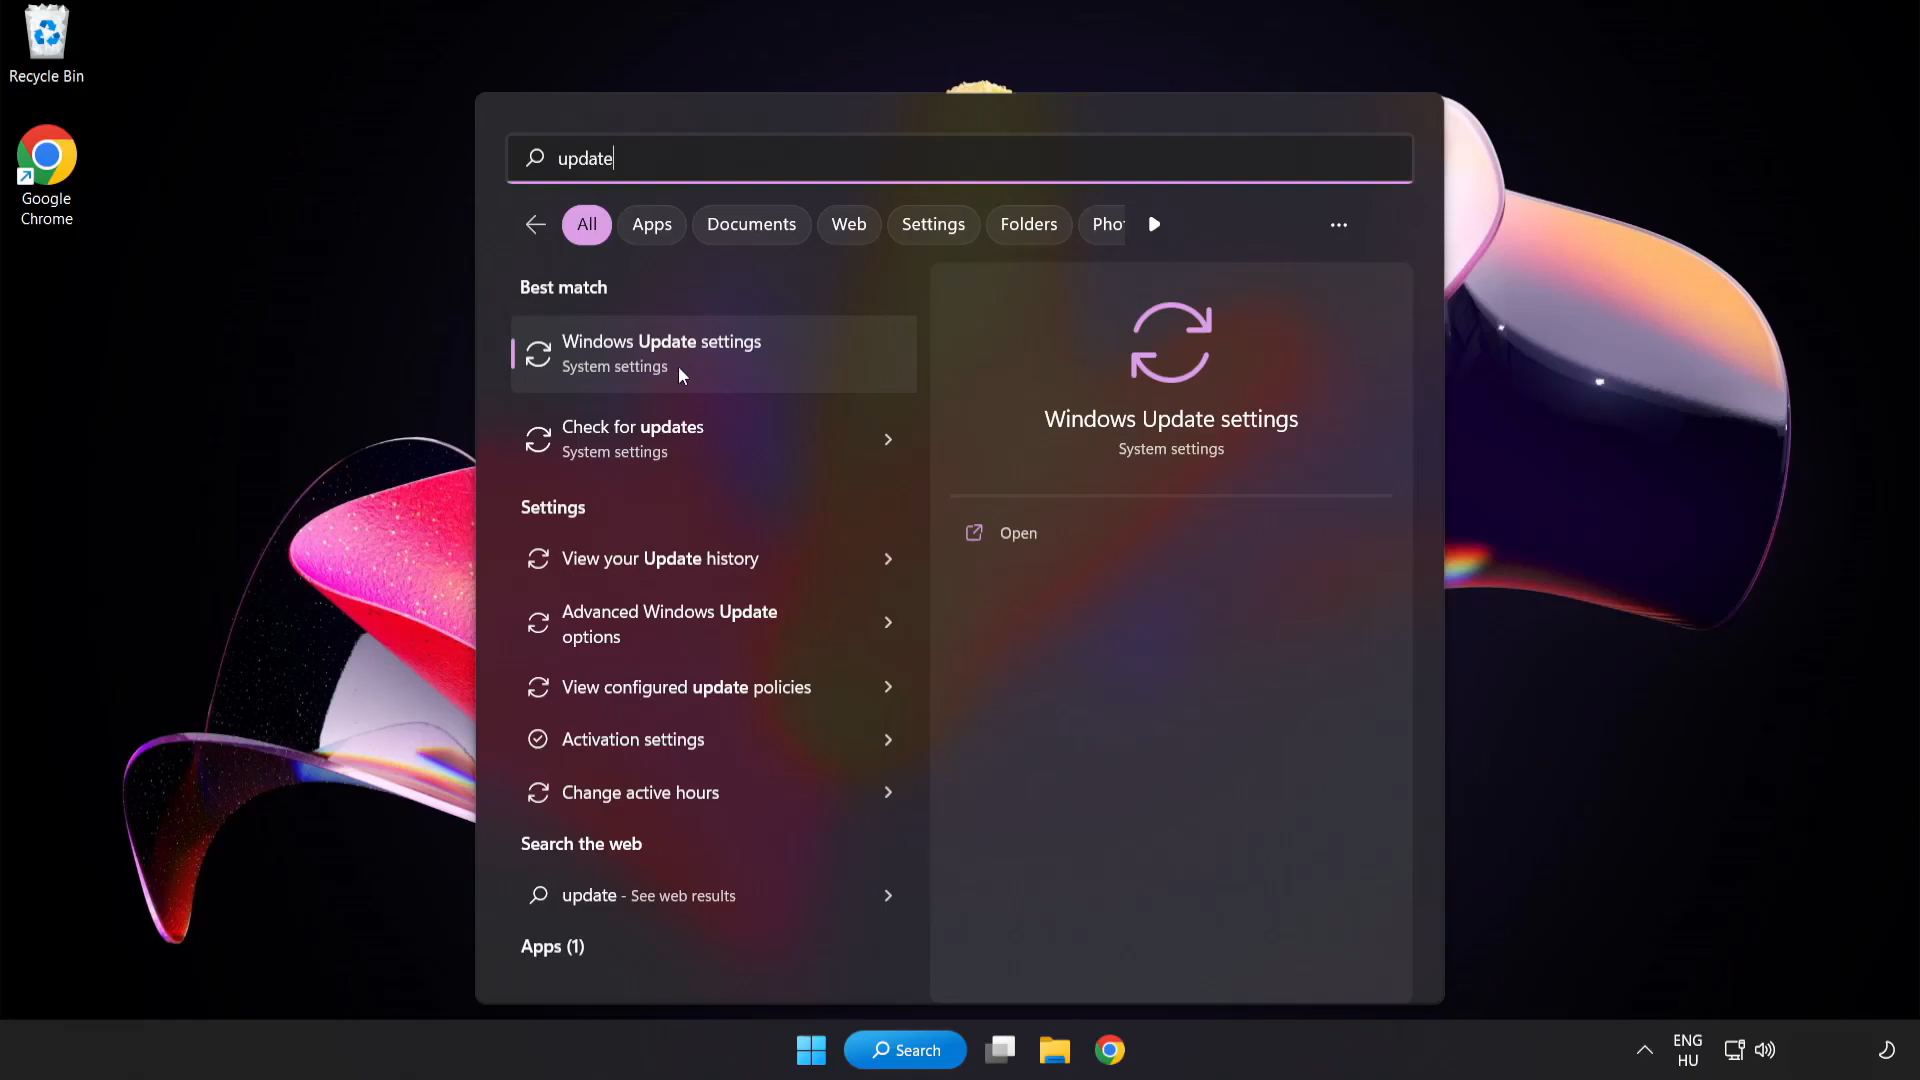 Recycle Bin
Google
Chrome
update
All
Apps
Documents
Web
Settings
Folders
Pho
Best match
Windows Update settings
System settings
Check for updates
System settings
Settings
View your Update history
Advanced Windows Update
options
View configured update policies
Activation settings
Change active hours
Search the web
update - See web results
Apps (1)
Windows Update settings
System settings
Open
Search
ENG
HU